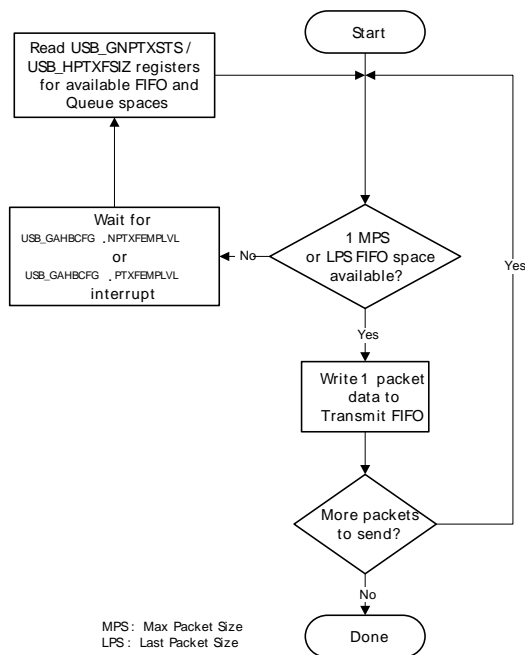 Start
Read USB_GNPTXSTS /
USB_HPTXFSIZ registers
for available FIFO and
Queue spaces
Wait for
USB_GAHBCFG .NPTXFEMPLVL
or
USB_GAHBCFG .PTXFEMPLVL
interrupt
No
1 MPS
or LPS FIFO space
available?
Yes
Yes
Write 1 packet
data to
Transmit FIFO
More packets
to send?
No
Done
MPS: Max Packet Size
LPS: Last Packet Size